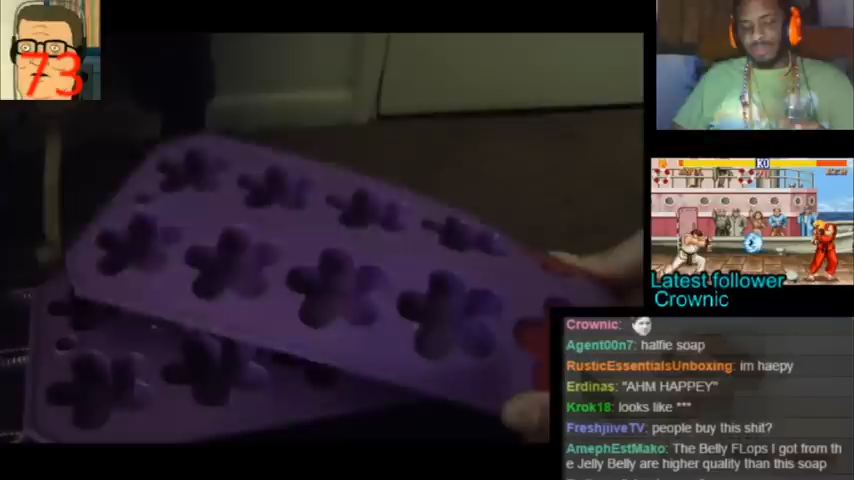 73
KO
Latest follower
Crownic
Crownic:
Agent00n7: halfie soap
RusticEssentialsUnboxing: im haepy
Erdinas: "AHM HAPPEY"
Krok18: looks like ***
FreshjiiveTV: people buy this shit?
AmephEstMako: The Belly FLops I got from th
e Jelly Belly are higher quality than this soap